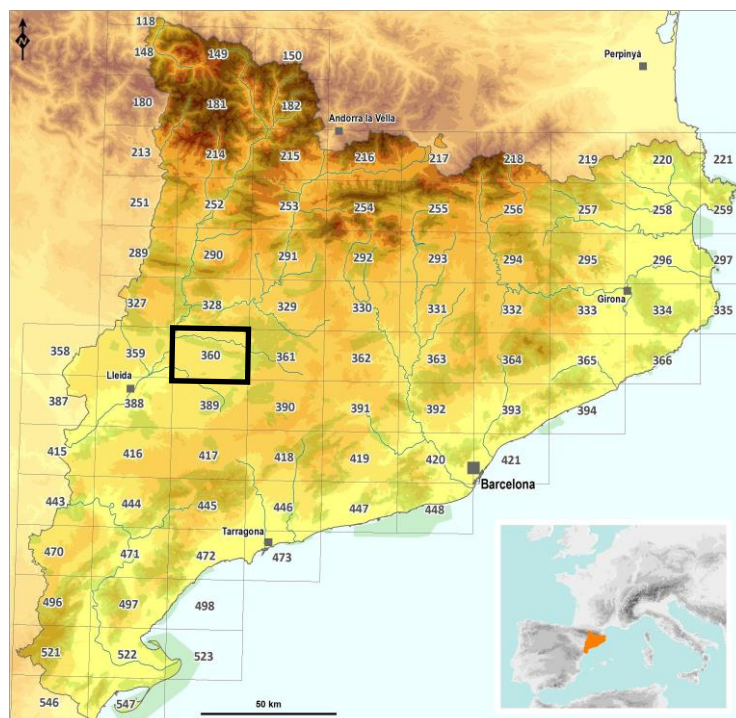 118
148 149 150
Perpinyà
N
180 181 182
Andorra la Vella
213 214 215 216 217 218 219 220 221
251 252 253 254 255 256 257 258 259
289 290 291 292 293 294 295 296 297
Girona
327 328 329 330 331 332 333 334 335
358 359 360 361 362 363 364 365 366
Lleida
387 388 389 390 391 392 393 394
415 416 417 418 419 420 421
Barcelona
443 444 445 446 447 448
Tarragona
470 471 472 473
496 497 498
521 522 523
546 547
50 km